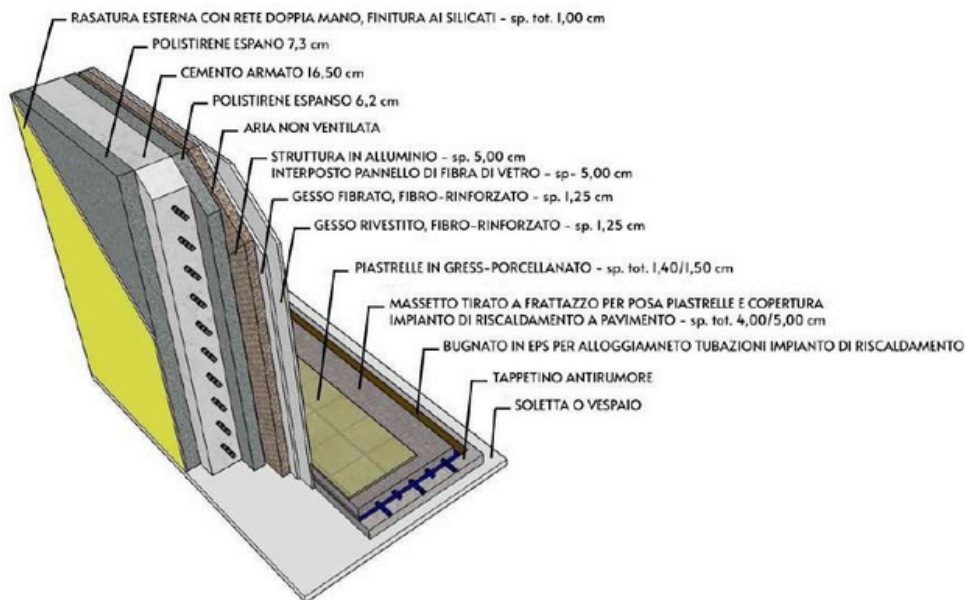 RASATURA ESTERNA CON RETE DOPPIA MANO, FINITURA AI SILICATI - sp. tot. 1,00 cm
POLISTIRENE ESPANO 7,3 cm
CEMENTO ARMATO 16,50 cm
POLISTIRENE ESPANSO 6,2 cm
ARIA NON VENTILATA
STRUTTURA IN ALLUMINIO - sp. 5,00 cm
INTERPOSTO PANNELLO DI FIBRA DI VETRO - sp- 5,00 cm
GESSO FIBRATO, FIBRO-RINFORZATO - sp. 1,25 cm
GESSO RIVESTITO, FIBRO-RINFORZATO - sp. 1,25 cm
PIASTRELLE IN GRESS-PORCELLANATO - sp. tot. 1,40/1,50 cm
MASSETTO TIRATO A FRATTAZZO PER POSA PIASTRELLE E COPERTURA
IMPIANTO DI RISCALDAMENTO A PAVIMENTO - sp. tot. 4,00/5,00 cm
BUGNATO IN EPS PER ALLOGGIAMNETO TUBAZIONI IMPIANTO DI RISCALDAMENTO
TAPPETINO ANTIRUMORE
SOLETTA O VESPAIO